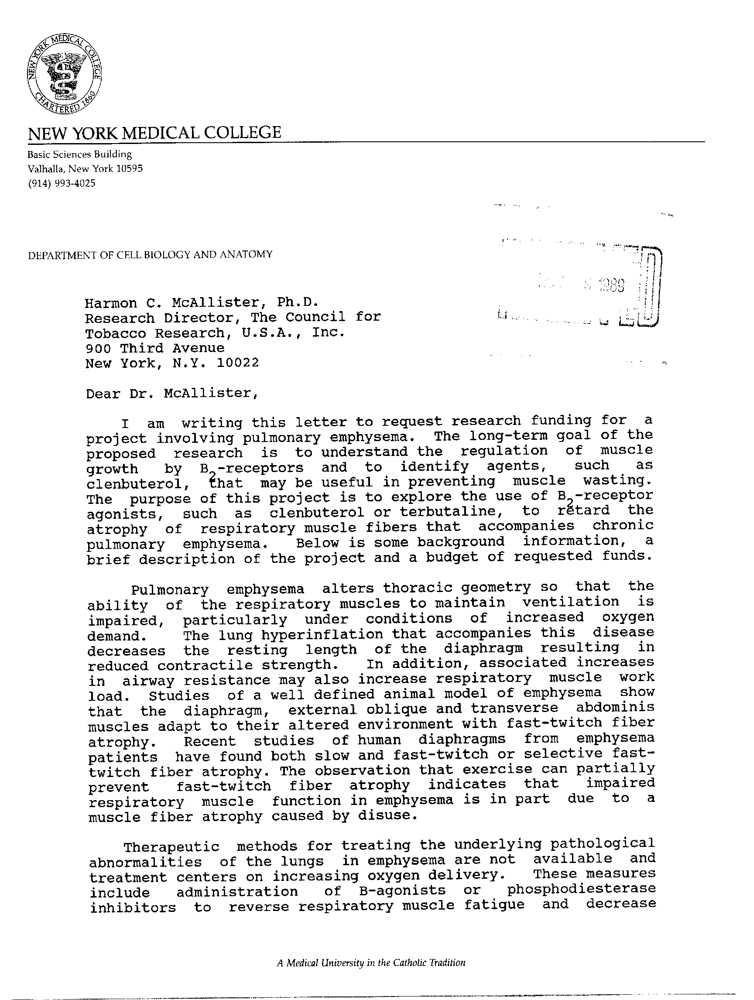 NEW YORK MEDICAL COLLEGE
CHARTERED 1860
NEW YORK MEDICAL COLLEGE
Basic Sciences Building
Valhalla, New York 10595
(914) 993-4025
DEPARTMENT OF CELL BIOLOGY AND ANATOMY
1989
Harmon C. McAllister, Ph.D.
Research Director, The Council for
Tobacco Research, U.S.A., Inc.
900 Third Avenue
New York, N.Y. 10022
Dear Dr. McAllister,
I am writing this letter to request research funding for a
project involving pulmonary emphysema. The long-term goal of the
proposed research is to understand the regulation of muscle
growth by B2-receptors and to identify agents, such as
clenbuterol, that may be useful in preventing muscle wasting.
The purpose of this project is to explore the use of B2-receptor
agonists, such as clenbuterol or terbutaline, to retard the
atrophy of respiratory muscle fibers that accompanies chronic
pulmonary emphysema. Below is some background information, a
brief description of the project and a budget of requested funds.
Pulmonary emphysema alters thoracic geometry so that the
ability of the respiratory muscles to maintain ventilation is
impaired, particularly under conditions of increased oxygen
demand. The lung hyperinflation that accompanies this disease
decreases the resting length of the diaphragm resulting in
reduced contractile strength. In addition, associated increases
in airway resistance may also increase respiratory muscle work
load. Studies of a well defined animal model of emphysema show
that the diaphragm, external oblique and transverse abdominis
muscles adapt to their altered environment with fast-twitch fiber
atrophy. Recent studies of human diaphragms from emphysema
patients have found both slow and fast-twitch or selective fast-
twitch fiber atrophy. The observation that exercise can partially
prevent fast-twitch fiber atrophy indicates that impaired
respiratory muscle function in emphysema is in part due to a
muscle fiber atrophy caused by disuse.
Therapeutic methods for treating the underlying pathological
abnormalities of the lungs in emphysema are not available and
treatment centers on increasing oxygen delivery. These measures
include administration of B-agonists or phosphodiesterase
inhibitors to reverse respiratory muscle fatigue and decrease
A Medical University in the Catholic Tradition